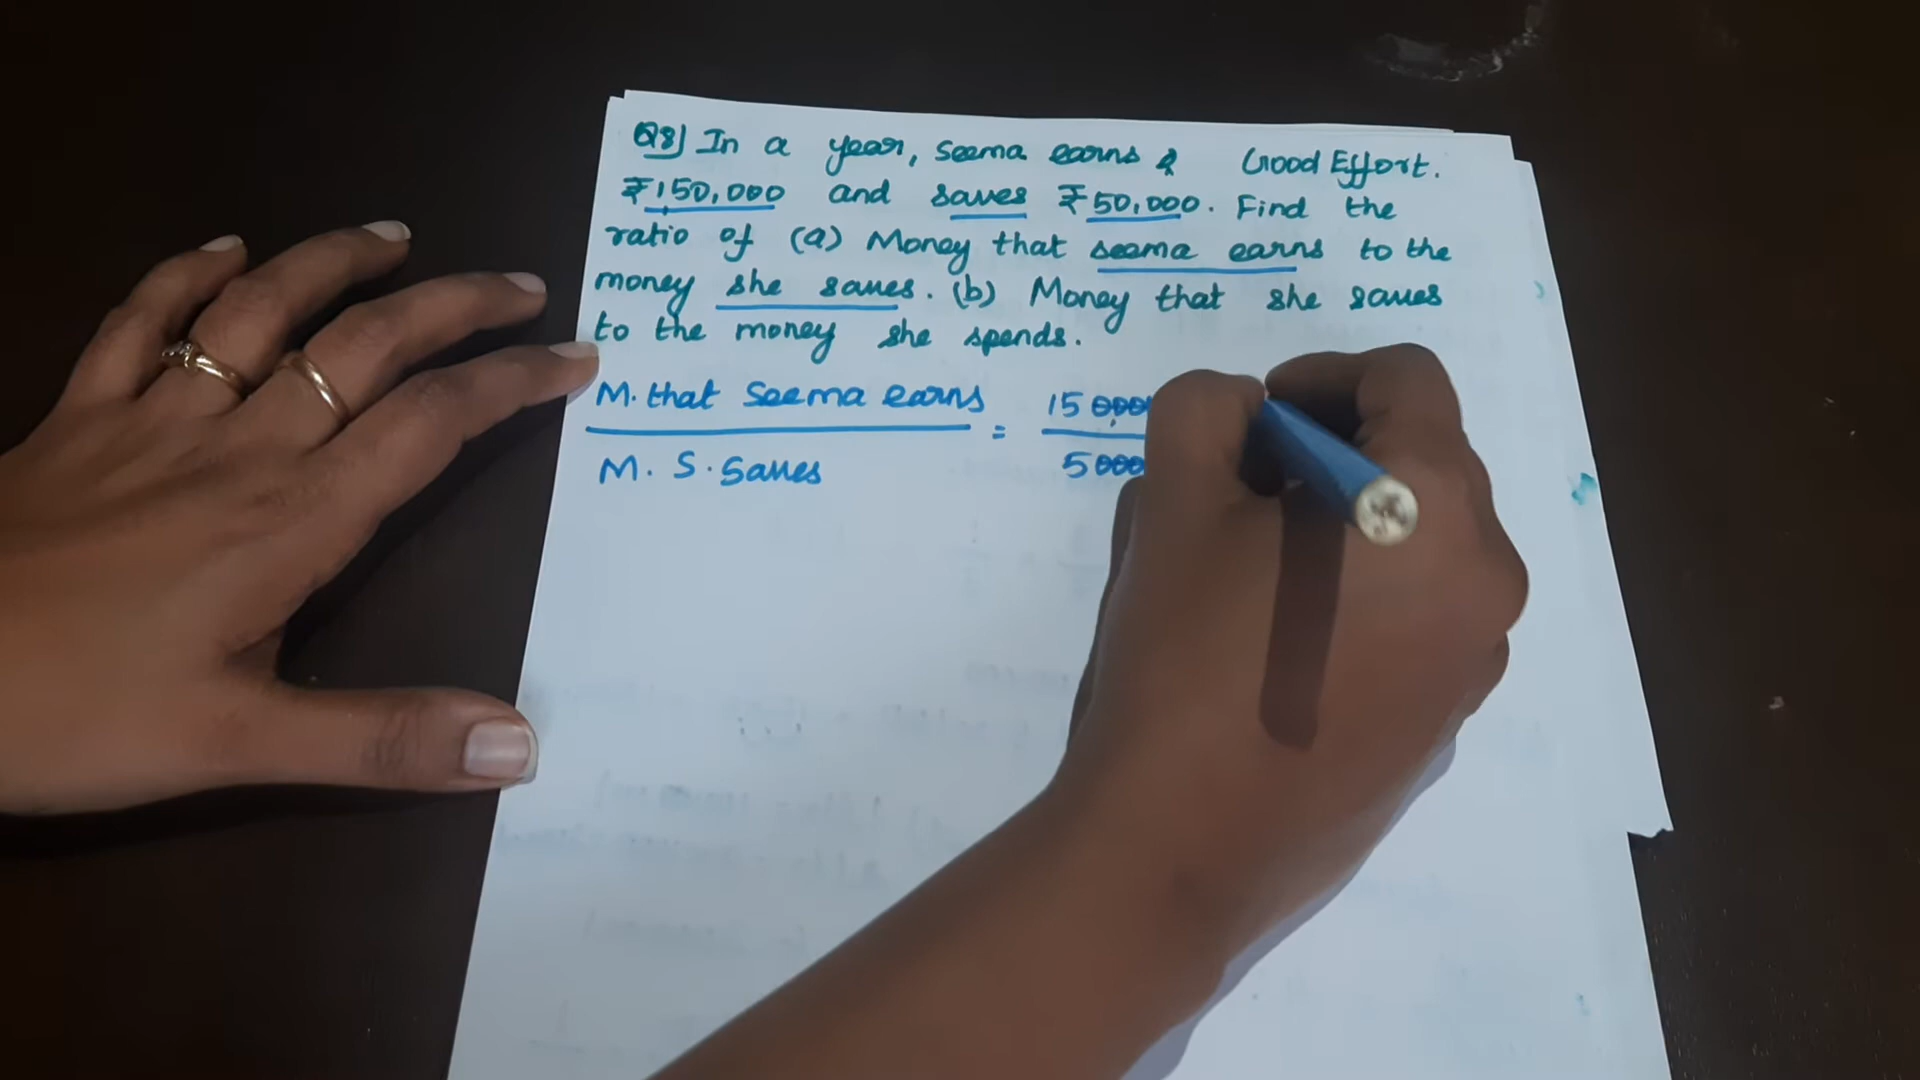 Q8) In a year, Seema earns & Good Effort.
₹150,000 and saves ₹50,000. Find the
ratio of (a) Money that seema earns to the
money she saves. (b) Money that she saves
to the money she spends.
M. that Seema earns = 15000
M. S. Saves 5000